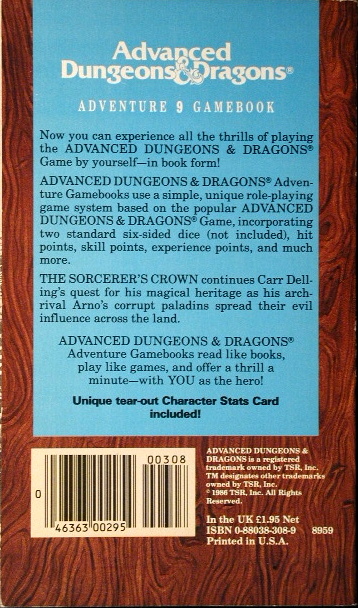 Advanced
Dungeons & Dragons®
ADVENTURE 9 GAMEBOOK
Now you can experience all the thrills of playing
the ADVANCED DUNGEONS & DRAGONS®
Game by yourself—in book form!
ADVANCED DUNGEONS & DRAGONS® Adven-
ture Gamebooks use a simple, unique role-playing
game system based on the popular ADVANCED
DUNGEONS & DRAGONS® Game, incorporating
two standard six-sided dice (not included), hit
points, skill points, experience points, and much
more.
THE SORCERER'S CROWN continues Carr Dell-
ing's quest for his magical heritage as his arch-
rival Arno's corrupt paladins spread their evil
influence across the land.
ADVANCED DUNGEONS & DRAGONS®
Adventure Gamebooks read like books,
play like games, and offer a thrill a
minute—with YOU as the hero!
Unique tear-out Character Stats Card
included!
00308
0
46363 00295
ADVANCED DUNGEONS &
DRAGONS is a registered
trademark owned by TSR, Inc.
TM designates other trademarks
owned by TSR, Inc.
©1986 TSR, Inc. All Rights
Reserved.
In the UK £1.95 Net
ISBN 0-88038-308-9 8959
Printed in U.S.A.